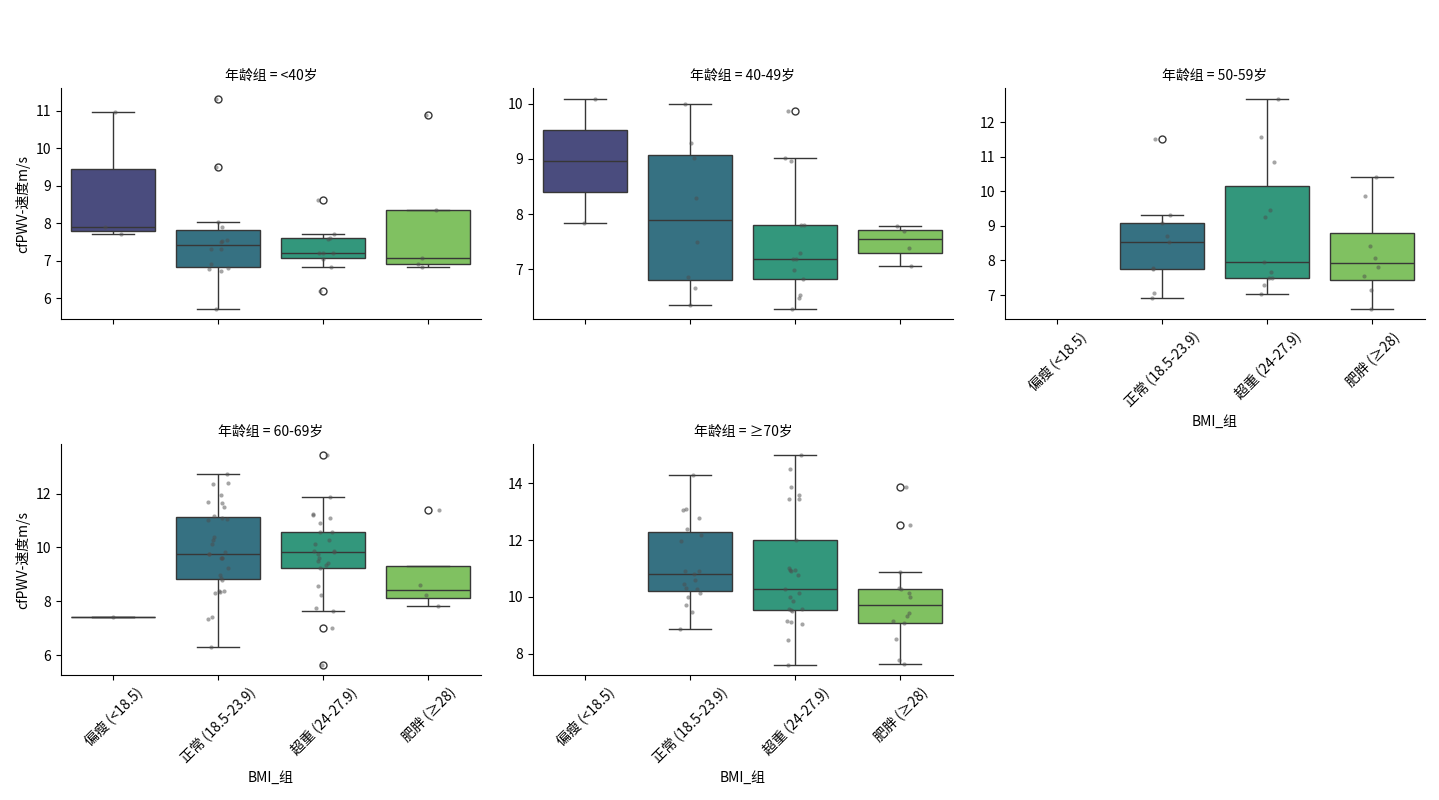 年龄组 = <40岁
年龄组 = 40-49岁
年龄组 = 50-59岁
cfPWV-速度m/s
11
10
9
8
7
6
10
9
8
7
12
11
10
9
8
7
偏瘦 (<18.5)
正常 (18.5-23.9)
超重 (24-27.9)
肥胖 (≥28)
BMI_组
年龄组 = 60-69岁
年龄组 = ≥70岁
cfPWV-速度m/s
12
10
8
6
14
12
10
8
偏瘦 (<18.5)
正常 (18.5-23.9)
超重 (24-27.9)
肥胖 (≥28)
偏瘦 (<18.5)
正常 (18.5-23.9)
超重 (24-27.9)
肥胖 (≥28)
BMI_组
BMI_组